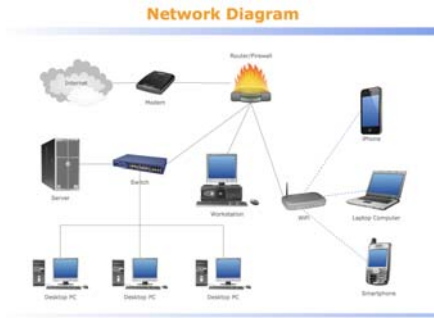 Network Diagram
Router/Firewall
Internet
Modem
iPhone
Server
Switch
Workstation
WiFi
Laptop Computer
Desktop PC
Desktop PC
Desktop PC
Smartphone